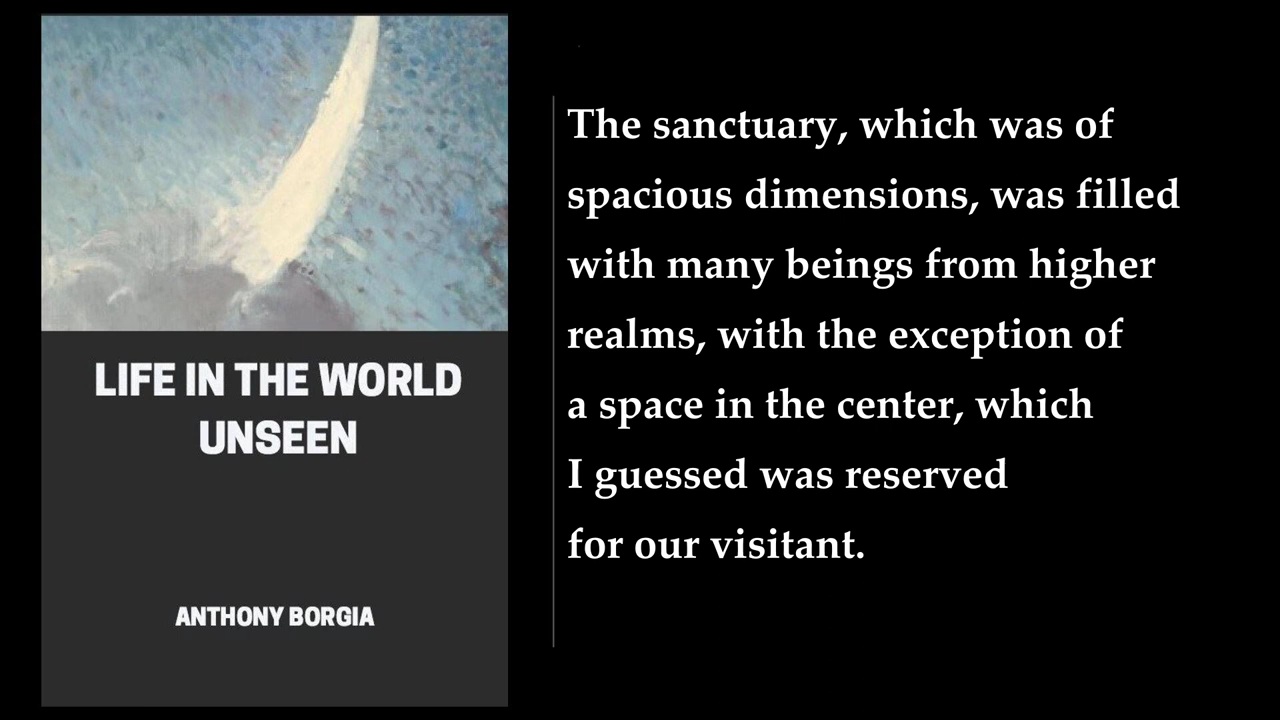 LIFE IN THE WORLD
UNSEEN
ANTHONY BORGIA
The sanctuary, which was of
spacious dimensions, was filled
with many beings from higher
realms, with the exception of
a space in the center, which
I guessed was reserved
for our visitant.